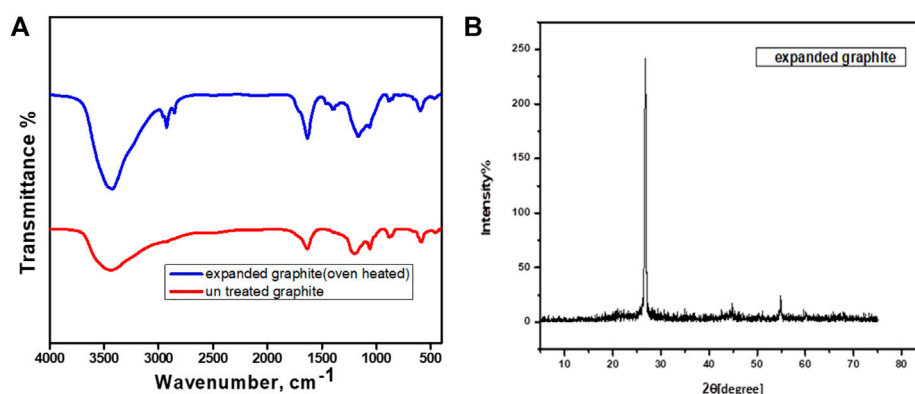 A
Transmittance %
expanded graphite(oven heated)
un treated graphite
4000 3500 3000 2500 2000 1500 1000 500
Wavenumber, cm-1
B
expanded graphite
Intensity%
250
200
150
100
50
0
10 20 30 40 50 60 70 80
2θ[degree]